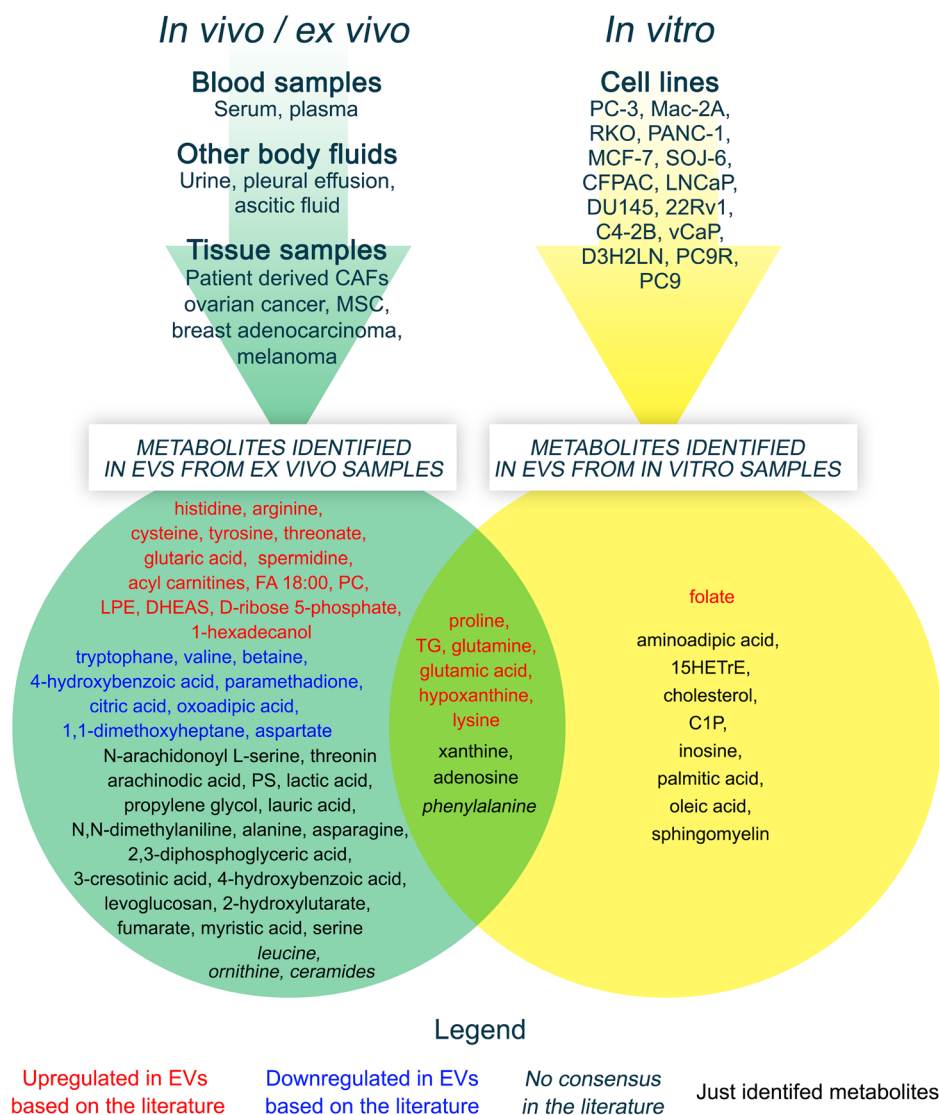 In vivo / ex vivo
Blood samples
Serum, plasma
Other body fluids
Urine, pleural effusion,
ascitic fluid
Tissue samples
Patient derived CAFs
ovarian cancer, MSC,
breast adenocarcinoma,
melanoma
In vitro
Cell lines
PC-3, Mac-2A,
RKO, PANC-1,
MCF-7, SOJ-6,
CFPAC, LNCaP,
DU145, 22Rv1,
C4-2B, vCaP,
D3H2LN, PC9R,
PC9
METABOLITES IDENTIFIED
IN EVS FROM EX VIVO SAMPLES
METABOLITES IDENTIFIED
IN EVS FROM IN VITRO SAMPLES
histidine, arginine,
cysteine, tyrosine, threonate,
glutaric acid, spermidine,
acyl carnitines, FA 18:00, PC,
LPE, DHEAS, D-ribose 5-phosphate,
1-hexadecanol
tryptophane, valine, betaine,
4-hydroxybenzoic acid, paramethadione,
citric acid, oxoadipic acid,
1,1-dimethoxyheptane, aspartate
N-arachidonoyl L-serine, threonin
arachinodic acid, PS, lactic acid,
propylene glycol, lauric acid,
N,N-dimethylaniline, alanine, asparagine,
2,3-diphosphoglyceric acid,
3-cresotinic acid, 4-hydroxybenzoic acid,
levoglucosan, 2-hydroxylutarate,
fumarate, myristic acid, serine
leucine,
ornithine, ceramides
proline,
TG, glutamine,
glutamic acid,
hypoxanthine,
lysine
xanthine,
adenosine
phenylalanine
folate
aminoadipic acid,
15HETrE,
cholesterol,
C1P,
inosine,
palmitic acid,
oleic acid,
sphingomyelin
Legend
Upregulated in EVs
based on the literature
Downregulated in EVs
based on the literature
No consensus
in the literature
Just identifed metabolites